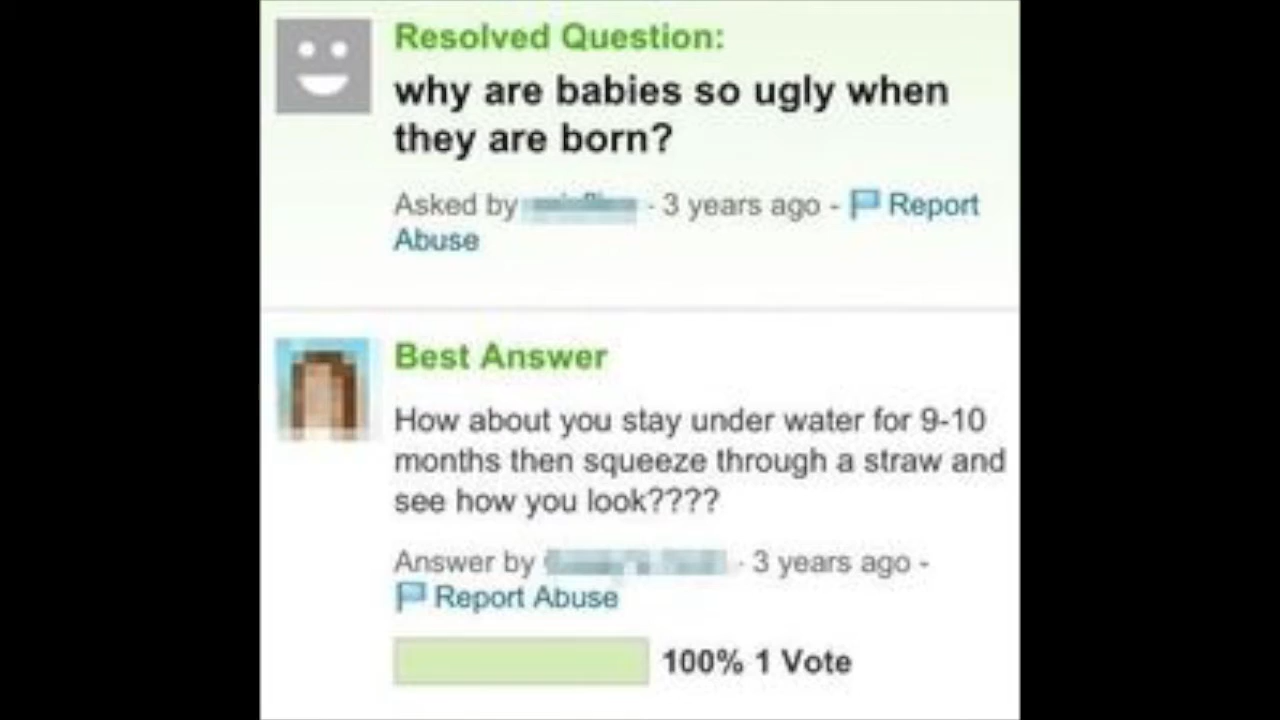 Resolved Question:
why are babies so ugly when
they are born?
Asked by - 3 years ago - Report
Abuse
Best Answer
How about you stay under water for 9-10
months then squeeze through a straw and
see how you look????
Answer by - 3 years ago -
Report Abuse
100% 1 Vote